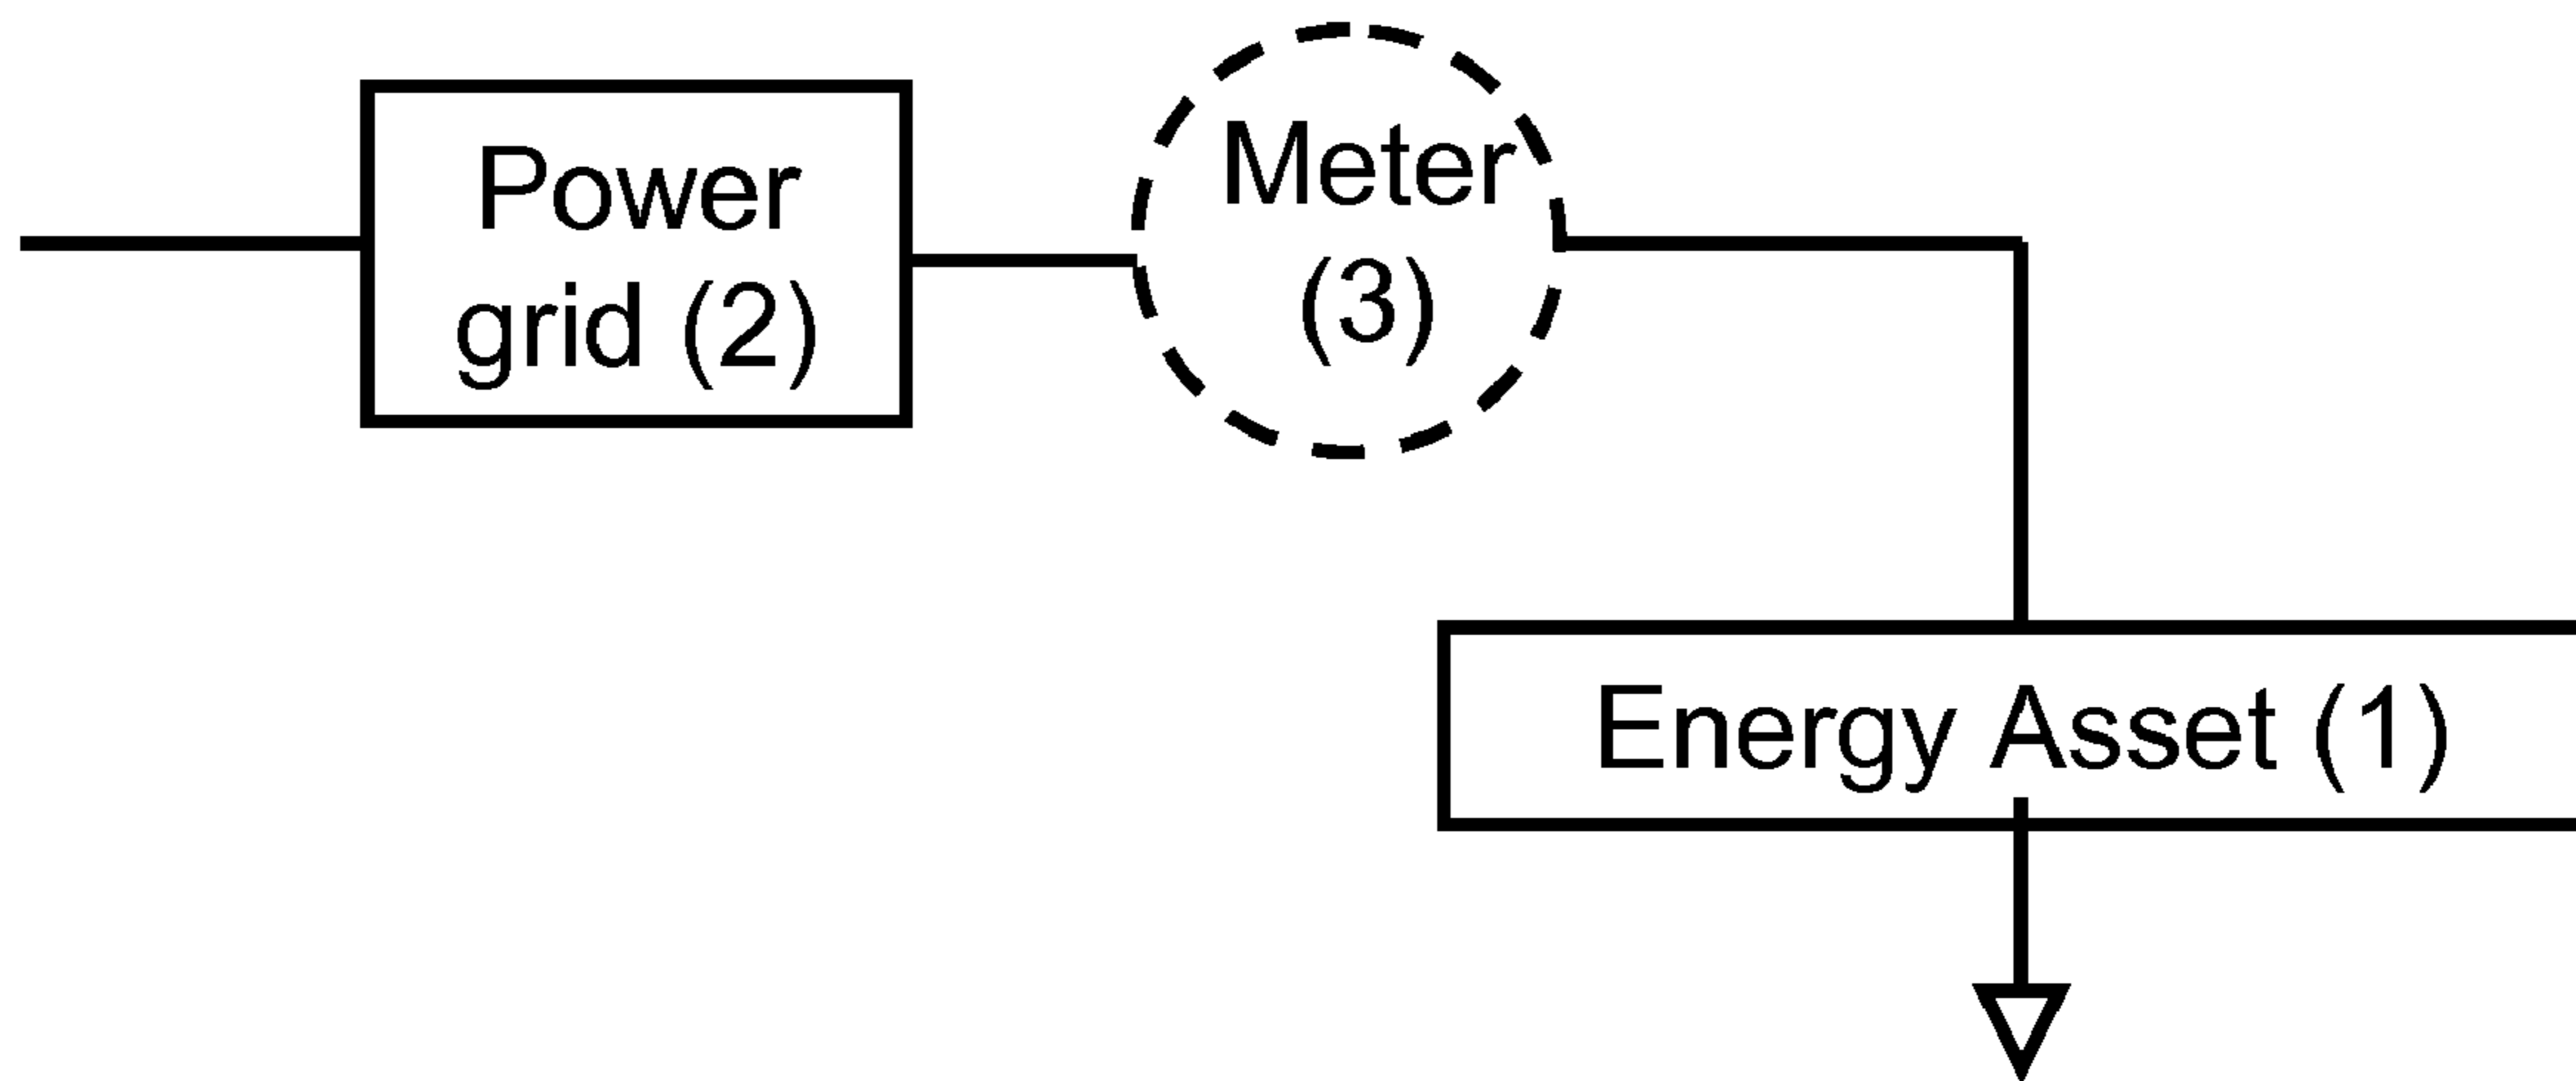 Power
grid (2)
Meter
(3)
Energy Asset (1)